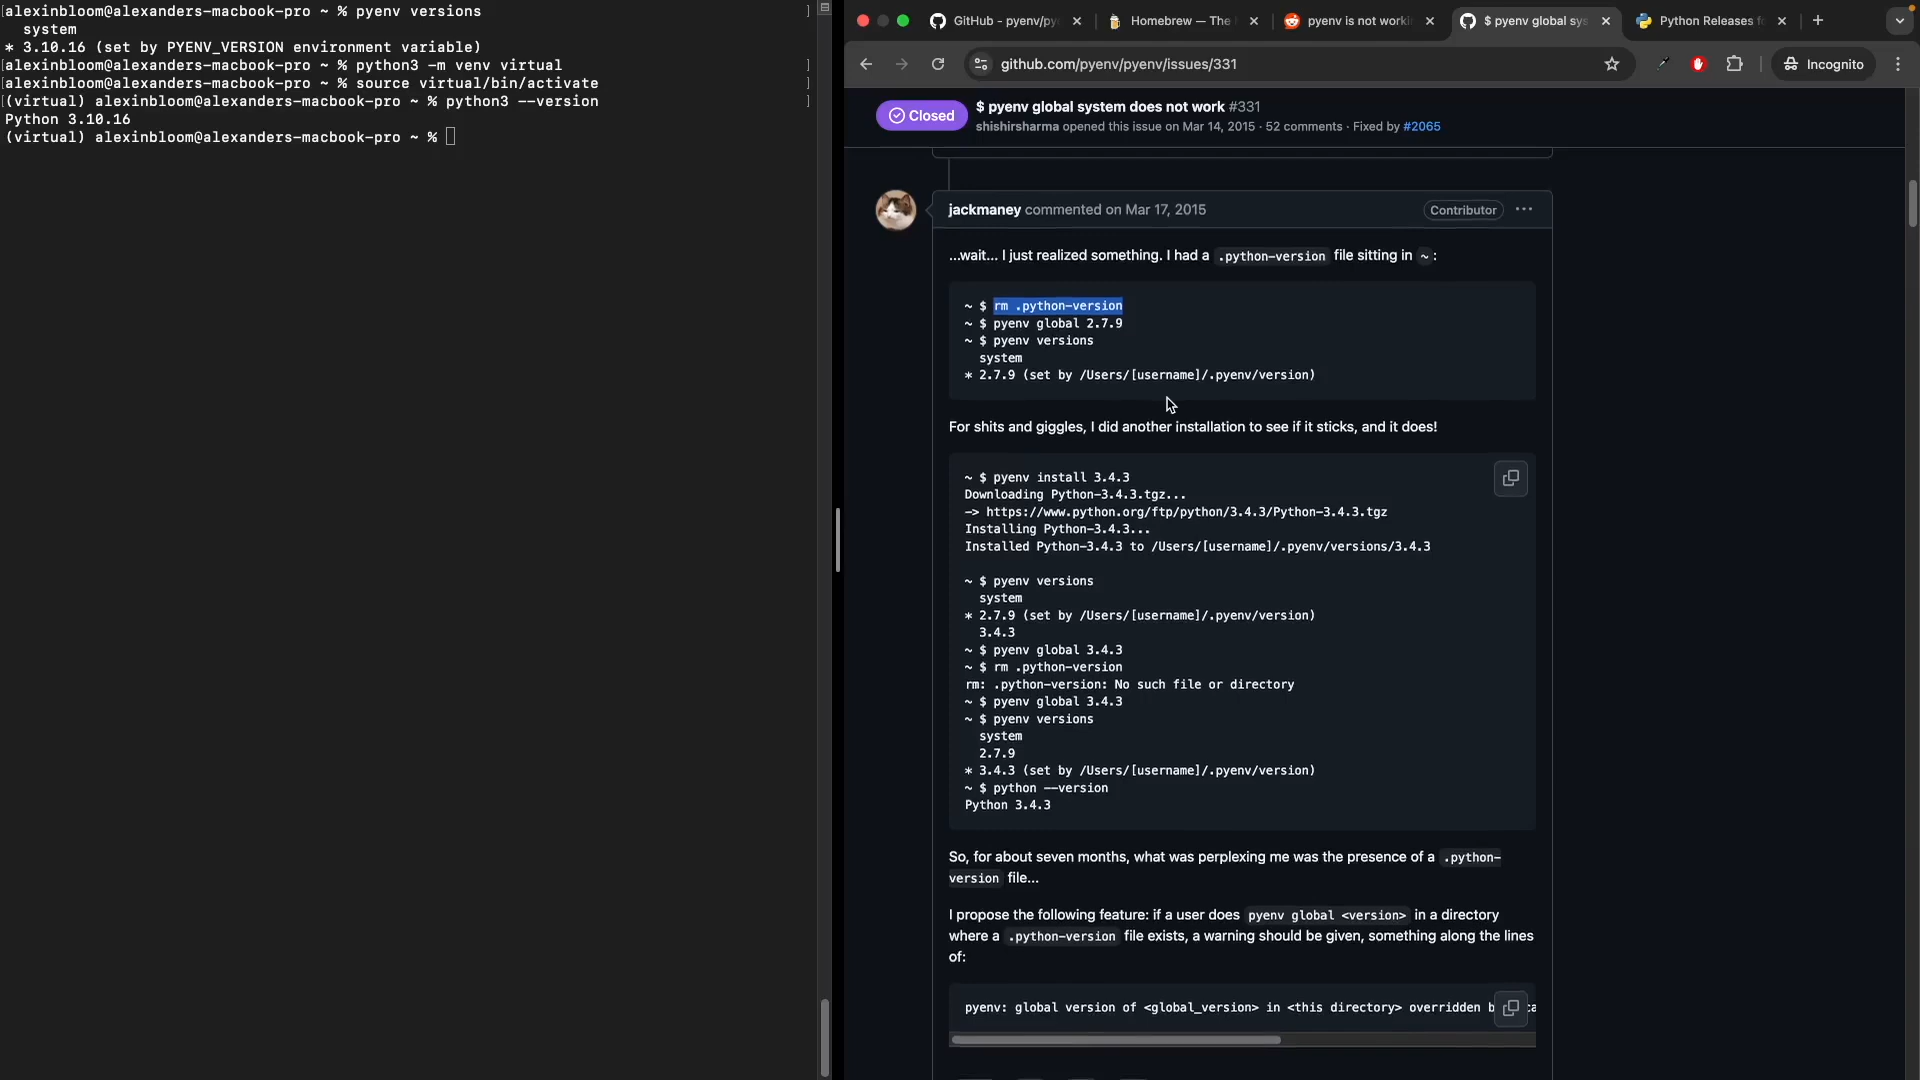 [alexinbloom@alexanders-macbook-pro ~ % pyenv versions ]
system
* 3.10.16 (set by PYENV_VERSION environment variable)
[alexinbloom@alexanders-macbook-pro ~ % python3 -m venv virtual ]
[alexinbloom@alexanders-macbook-pro ~ % source virtual/bin/activate ]
[(virtual) alexinbloom@alexanders-macbook-pro ~ % python3 --version ]
Python 3.10.16
(virtual) alexinbloom@alexanders-macbook-pro ~ %
GitHub - pyenv/py
Homebrew — The
pyenv is not worki
$ pyenv global sys
Python Releases f
github.com/pyenv/pyenv/issues/331
Incognito
Closed
$ pyenv global system does not work #331
shishirsharma opened this issue on Mar 14, 2015 · 52 comments · Fixed by #2065
jackmaney commented on Mar 17, 2015
Contributor
...wait... I just realized something. I had a .python-version file sitting in ~ :
~ $ rm .python-version
~ $ pyenv global 2.7.9
~ $ pyenv versions
system
* 2.7.9 (set by /Users/[username]/.pyenv/version)
For shits and giggles, I did another installation to see if it sticks, and it does!
~ $ pyenv install 3.4.3
Downloading Python-3.4.3.tgz...
-> https://www.python.org/ftp/python/3.4.3/Python-3.4.3.tgz
Installing Python-3.4.3...
Installed Python-3.4.3 to /Users/[username]/.pyenv/versions/3.4.3
~ $ pyenv versions
system
* 2.7.9 (set by /Users/[username]/.pyenv/version)
3.4.3
~ $ pyenv global 3.4.3
~ $ rm .python-version
rm: .python-version: No such file or directory
~ $ pyenv global 3.4.3
~ $ pyenv versions
system
2.7.9
* 3.4.3 (set by /Users/[username]/.pyenv/version)
~ $ python --version
Python 3.4.3
So, for about seven months, what was perplexing me was the presence of a .python-
version file...
I propose the following feature: if a user does pyenv global <version> in a directory
where a .python-version file exists, a warning should be given, something along the lines
of:
pyenv: global version of <global_version> in <this directory> overridden